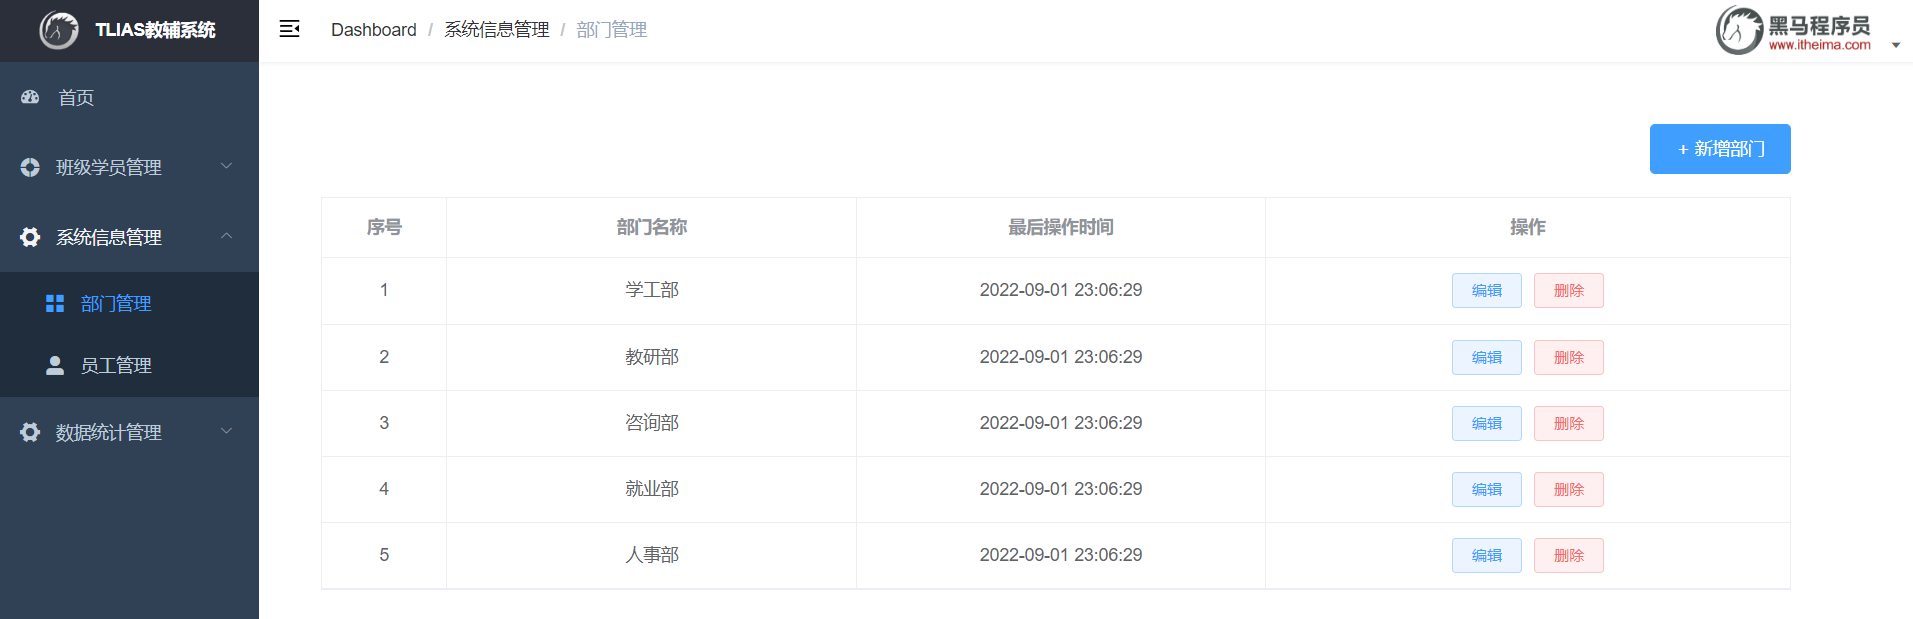 TLIAS教辅系统
Dashboard / 系统信息管理 / 部门管理
黑马程序员
www.itheima.com
首页
班级学员管理
系统信息管理
部门管理
员工管理
数据统计管理
+ 新增部门
序号 部门名称 最后操作时间 操作
1 学工部 2022-09-01 23:06:29 编辑 删除
2 教研部 2022-09-01 23:06:29 编辑 删除
3 咨询部 2022-09-01 23:06:29 编辑 删除
4 就业部 2022-09-01 23:06:29 编辑 删除
5 人事部 2022-09-01 23:06:29 编辑 删除